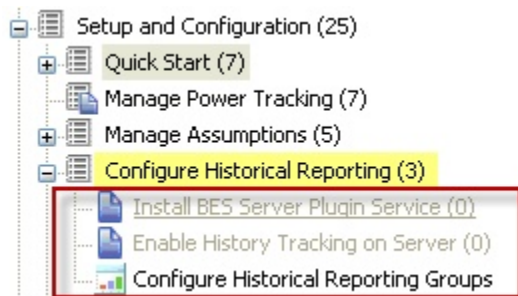 Setup and Configuration (25)
Quick Start (7)
Manage Power Tracking (7)
Manage Assumptions (5)
Configure Historical Reporting (3)
Install BES Server Plugin Service (0)
Enable History Tracking on Server (0)
Configure Historical Reporting Groups